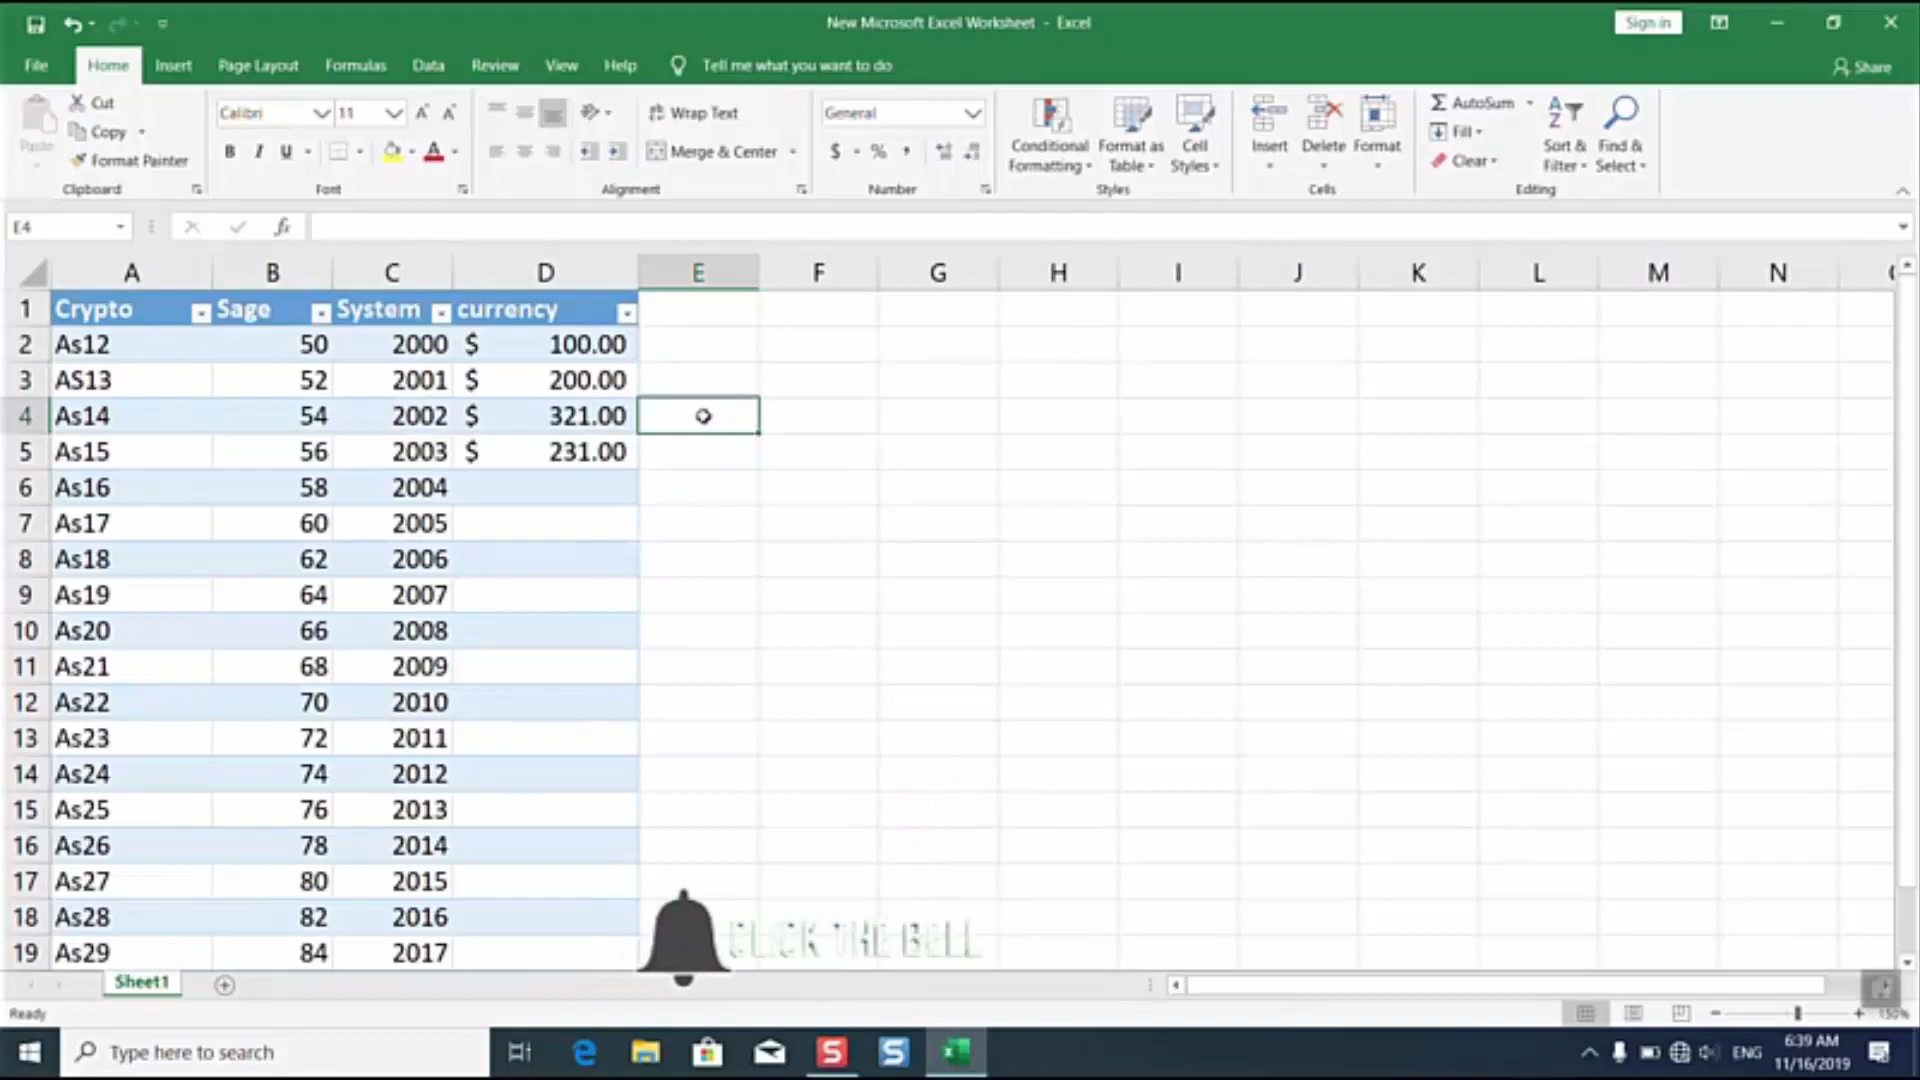 New Microsoft Excel Worksheet - Excel
Sign in
File Home Insert Page Layout Formulas Data Review View Help Tell me what you want to do Share
Paste Cut Copy Format Painter Clipboard
Calibri 11 B I U A Font
Wrap Text Merge & Center Alignment
General $ % , Number
Conditional Formatting Format as Table Cell Styles Styles
Insert Delete Format Cells
AutoSum Fill Clear Sort & Filter Find & Select Editing
E4 fx
A B C D E F G H I J K L M N
1 Crypto Sage System currency
2 As12 50 2000 $ 100.00
3 AS13 52 2001 $ 200.00
4 As14 54 2002 $ 321.00
5 As15 56 2003 $ 231.00
6 As16 58 2004
7 As17 60 2005
8 As18 62 2006
9 As19 64 2007
10 As20 66 2008
11 As21 68 2009
12 As22 70 2010
13 As23 72 2011
14 As24 74 2012
15 As25 76 2013
16 As26 78 2014
17 As27 80 2015
18 As28 82 2016
19 As29 84 2017
CLICK THE BELL
Sheet1
Ready 150%
Type here to search
ENG 6:39 AM
11/16/2019